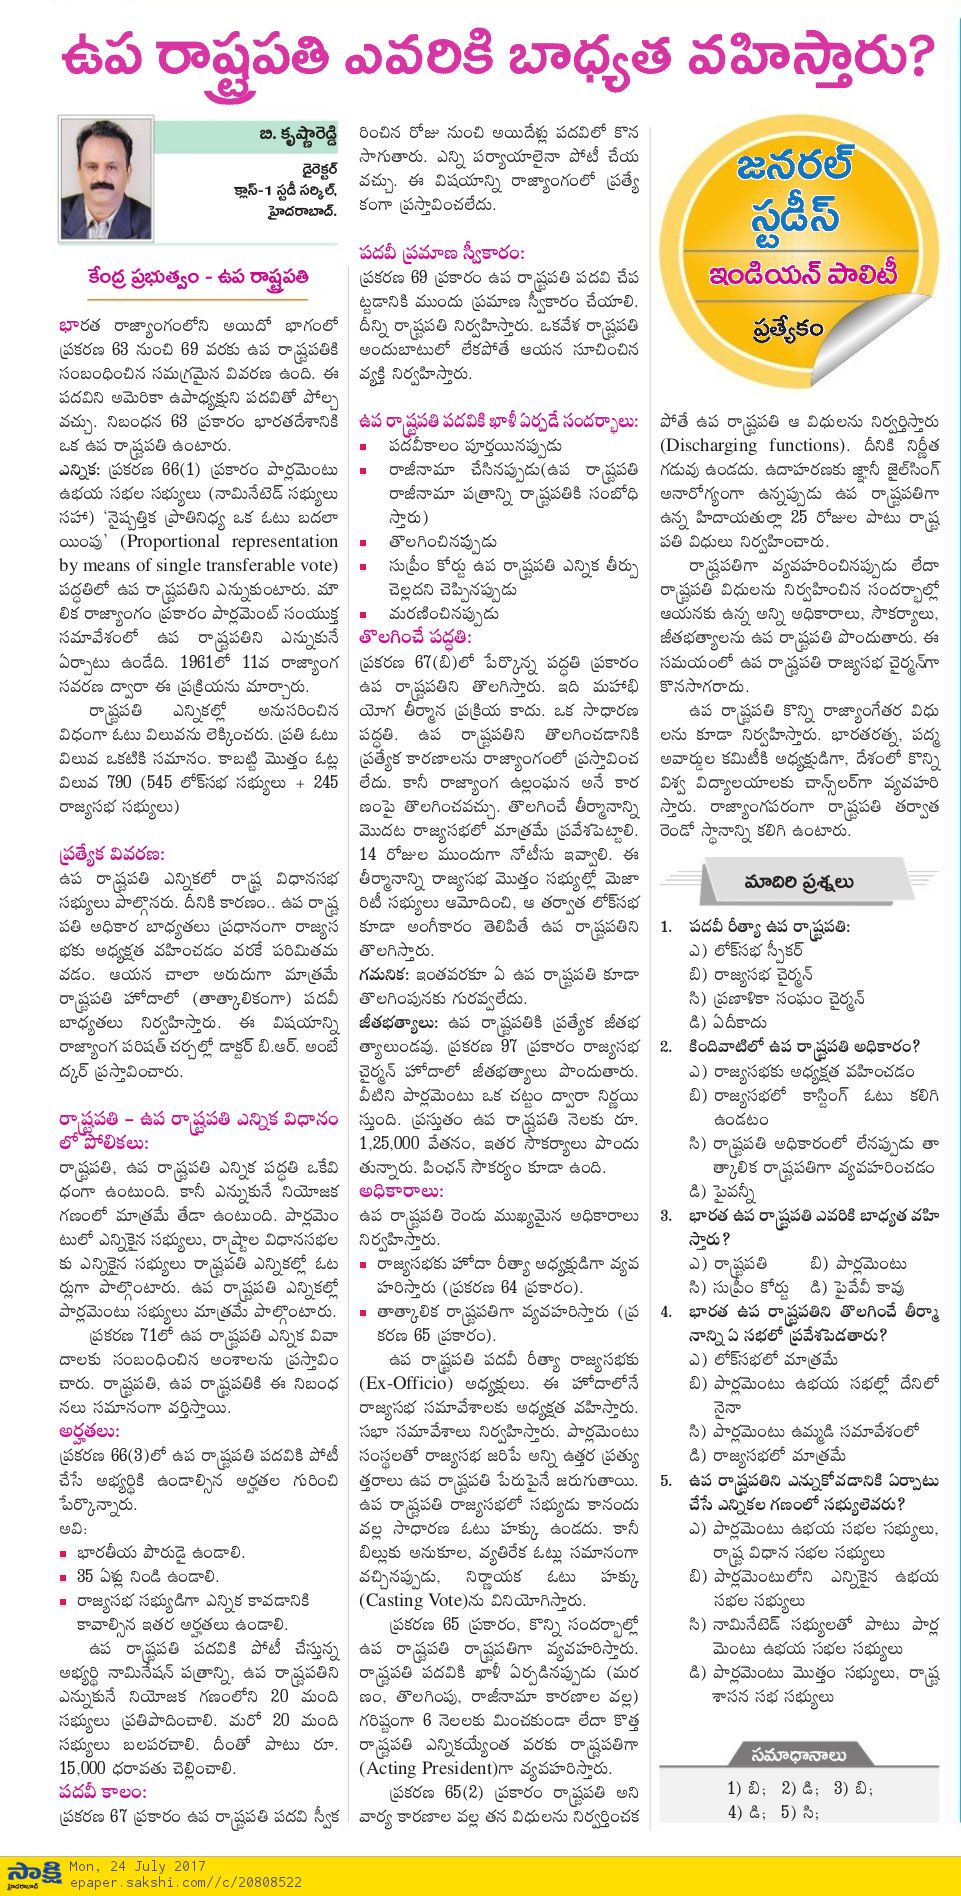 ఉప రాష్ట్రపతి ఎవరికి బాధ్యత వహిస్తారు?
బి. కృష్ణారెడ్డి
డైరెక్టర్
క్లాస్-1 స్టడీ సర్కిల్,
హైదరాబాద్.
కేంద్ర ప్రభుత్వం - ఉప రాష్ట్రపతి
భారత రాజ్యాంగంలోని అయిదో భాగంలో
ప్రకరణ 63 నుంచి 69 వరకు ఉప రాష్ట్రపతికి
సంబంధించిన సమగ్రమైన వివరణ ఉంది. ఈ
పదవిని అమెరికా ఉపాధ్యక్షుని పదవితో పోల్చ
వచ్చు. నిబంధన 63 ప్రకారం భారతదేశానికి
ఒక ఉప రాష్ట్రపతి ఉంటారు.
ఎన్నిక: ప్రకరణ 66(1) ప్రకారం పార్లమెంటు
ఉభయ సభల సభ్యులు (నామినేటెడ్ సభ్యులు
సహా) 'నైష్పత్తిక ప్రాతినిధ్య ఒక ఓటు బదలా
యింపు' (Proportional representation
by means of single transferable vote)
పద్ధతిలో ఉప రాష్ట్రపతిని ఎన్నుకుంటారు. మౌ
లిక రాజ్యాంగం ప్రకారం పార్లమెంట్ సంయుక్త
సమావేశంలో ఉప రాష్ట్రపతిని ఎన్నుకునే
ఏర్పాటు ఉండేది. 1961లో 11వ రాజ్యాంగ
సవరణ ద్వారా ఈ ప్రక్రియను మార్చారు.
రాష్ట్రపతి ఎన్నికల్లో అనుసరించిన
విధంగా ఓటు విలువను లెక్కించరు. ప్రతి ఓటు
విలువ ఒకటికి సమానం. కాబట్టి మొత్తం ఓట్ల
విలువ 790 (545 లోక్‌సభ సభ్యులు + 245
రాజ్యసభ సభ్యులు)
ప్రత్యేక వివరణ:
ఉప రాష్ట్రపతి ఎన్నికలో రాష్ట్ర విధానసభ
సభ్యులు పాల్గొనరు. దీనికి కారణం.. ఉప రాష్ట్ర
పతి అధికార బాధ్యతలు ప్రధానంగా రాజ్యస
భకు అధ్యక్షత వహించడం వరకే పరిమితమ
వడం. ఆయన చాలా అరుదుగా మాత్రమే
రాష్ట్రపతి హోదాలో (తాత్కాలికంగా) పదవీ
బాధ్యతలు నిర్వహిస్తారు. ఈ విషయాన్ని
రాజ్యాంగ పరిషత్ చర్చల్లో డాక్టర్ బి.ఆర్. అంబే
ద్కర్ ప్రస్తావించారు.
రాష్ట్రపతి – ఉప రాష్ట్రపతి ఎన్నిక విధానం
లో పోలికలు:
రాష్ట్రపతి, ఉప రాష్ట్రపతి ఎన్నిక పద్ధతి ఒకేవి
ధంగా ఉంటుంది. కానీ ఎన్నుకునే నియోజక
గణంలో మాత్రమే తేడా ఉంటుంది. పార్లమెం
టులో ఎన్నికైన సభ్యులు, రాష్ట్రాల విధానసభల
కు ఎన్నికైన సభ్యులు రాష్ట్రపతి ఎన్నికల్లో ఓట
ర్లుగా పాల్గొంటారు. ఉప రాష్ట్రపతి ఎన్నికల్లో
పార్లమెంటు సభ్యులు మాత్రమే పాల్గొంటారు.
ప్రకరణ 71లో ఉప రాష్ట్రపతి ఎన్నిక వివా
దాలకు సంబంధించిన అంశాలను ప్రస్తావిం
చారు. రాష్ట్రపతి, ఉప రాష్ట్రపతికి ఈ నిబంధ
నలు సమానంగా వర్తిస్తాయి.
అర్హతలు:
ప్రకరణ 66(3)లో ఉప రాష్ట్రపతి పదవికి పోటీ
చేసే అభ్యర్థికి ఉండాల్సిన అర్హతల గురించి
పేర్కొన్నారు.
అవి:
▪ భారతీయ పౌరుడై ఉండాలి.
▪ 35 ఏళ్లు నిండి ఉండాలి.
▪ రాజ్యసభ సభ్యుడిగా ఎన్నిక కావడానికి
కావాల్సిన ఇతర అర్హతలు ఉండాలి.
ఉప రాష్ట్రపతి పదవికి పోటీ చేస్తున్న
అభ్యర్థి నామినేషన్ పత్రాన్ని, ఉప రాష్ట్రపతిని
ఎన్నుకునే నియోజక గణంలోని 20 మంది
సభ్యులు ప్రతిపాదించాలి. మరో 20 మంది
సభ్యులు బలపరచాలి. దీంతో పాటు రూ.
15,000 ధరావతు చెల్లించాలి.
పదవీ కాలం:
ప్రకరణ 67 ప్రకారం ఉప రాష్ట్రపతి పదవి స్వీక
రించిన రోజు నుంచి అయిదేళ్లు పదవిలో కొన
సాగుతారు. ఎన్ని పర్యాయాలైనా పోటీ చేయ
వచ్చు. ఈ విషయాన్ని రాజ్యాంగంలో ప్రత్యే
కంగా ప్రస్తావించలేదు.
పదవీ ప్రమాణ స్వీకారం:
ప్రకరణ 69 ప్రకారం ఉప రాష్ట్రపతి పదవి చేప
ట్టడానికి ముందు ప్రమాణ స్వీకారం చేయాలి.
దీన్ని రాష్ట్రపతి నిర్వహిస్తారు. ఒకవేళ రాష్ట్రపతి
అందుబాటులో లేకపోతే ఆయన సూచించిన
వ్యక్తి నిర్వహిస్తారు.
ఉప రాష్ట్రపతి పదవికి ఖాళీ ఏర్పడే సందర్భాలు:
▪ పదవీకాలం పూర్తయినప్పుడు
▪ రాజీనామా చేసినప్పుడు(ఉప రాష్ట్రపతి
రాజీనామా పత్రాన్ని రాష్ట్రపతికి సంబోధి
స్తారు)
▪ తొలగించినప్పుడు
▪ సుప్రీం కోర్టు ఉప రాష్ట్రపతి ఎన్నిక తీర్పు
చెల్లదని చెప్పినప్పుడు
▪ మరణించినప్పుడు
తొలగించే పద్ధతి:
ప్రకరణ 67(బి)లో పేర్కొన్న పద్ధతి ప్రకారం
ఉప రాష్ట్రపతిని తొలగిస్తారు. ఇది మహాభి
యోగ తీర్మాన ప్రక్రియ కాదు. ఒక సాధారణ
పద్ధతి. ఉప రాష్ట్రపతిని తొలగించడానికి
ప్రత్యేక కారణాలను రాజ్యాంగంలో ప్రస్తావించ
లేదు. కానీ రాజ్యాంగ ఉల్లంఘన అనే కార
ణంపై తొలగించవచ్చు. తొలగించే తీర్మానాన్ని
మొదట రాజ్యసభలో మాత్రమే ప్రవేశపెట్టాలి.
14 రోజుల ముందుగా నోటీసు ఇవ్వాలి. ఈ
తీర్మానాన్ని రాజ్యసభ మొత్తం సభ్యుల్లో మెజా
రిటీ సభ్యులు ఆమోదించి, ఆ తర్వాత లోక్‌సభ
కూడా అంగీకారం తెలిపితే ఉప రాష్ట్రపతిని
తొలగిస్తారు.
గమనిక: ఇంతవరకూ ఏ ఉప రాష్ట్రపతి కూడా
తొలగింపునకు గురవ్వలేదు.
జీతభత్యాలు: ఉప రాష్ట్రపతికి ప్రత్యేక జీతభ
త్యాలుండవు. ప్రకరణ 97 ప్రకారం రాజ్యసభ
చైర్మన్ హోదాలో జీతభత్యాలు పొందుతారు.
వీటిని పార్లమెంటు ఒక చట్టం ద్వారా నిర్ణయి
స్తుంది. ప్రస్తుతం ఉప రాష్ట్రపతి నెలకు రూ.
1,25,000 వేతనం, ఇతర సౌకర్యాలు పొందు
తున్నారు. పింఛన్ సౌకర్యం కూడా ఉంది.
అధికారాలు:
ఉప రాష్ట్రపతి రెండు ముఖ్యమైన అధికారాలు
నిర్వహిస్తారు.
▪ రాజ్యసభకు హోదా రీత్యా అధ్యక్షుడిగా వ్యవ
హరిస్తారు (ప్రకరణ 64 ప్రకారం).
▪ తాత్కాలిక రాష్ట్రపతిగా వ్యవహరిస్తారు (ప్ర
కరణ 65 ప్రకారం).
ఉప రాష్ట్రపతి పదవీ రీత్యా రాజ్యసభకు
(Ex-Officio) అధ్యక్షులు. ఈ హోదాలోనే
రాజ్యసభ సమావేశాలకు అధ్యక్షత వహిస్తారు.
సభా సమావేశాలు నిర్వహిస్తారు. పార్లమెంటు
సంస్థలతో రాజ్యసభ జరిపే అన్ని ఉత్తర ప్రత్యు
త్తరాలు ఉప రాష్ట్రపతి పేరుపైనే జరుగుతాయి.
ఉప రాష్ట్రపతి రాజ్యసభలో సభ్యుడు కానందు
వల్ల సాధారణ ఓటు హక్కు ఉండదు. కానీ
బిల్లుకు అనుకూల, వ్యతిరేక ఓట్లు సమానంగా
వచ్చినప్పుడు, నిర్ణాయక ఓటు హక్కు
(Casting Vote)ను వినియోగిస్తారు.
ప్రకరణ 65 ప్రకారం, కొన్ని సందర్భాల్లో
ఉప రాష్ట్రపతి రాష్ట్రపతిగా వ్యవహరిస్తారు.
రాష్ట్రపతి పదవికి ఖాళీ ఏర్పడినప్పుడు (మర
ణం, తొలగింపు, రాజీనామా కారణాల వల్ల)
గరిష్టంగా 6 నెలలకు మించకుండా లేదా కొత్త
రాష్ట్రపతి ఎన్నికయ్యేంత వరకు రాష్ట్రపతిగా
(Acting President)గా వ్యవహరిస్తారు.
ప్రకరణ 65(2) ప్రకారం రాష్ట్రపతి అని
వార్య కారణాల వల్ల తన విధులను నిర్వర్తించక
జనరల్
స్టడీస్
ఇండియన్ పాలిటీ
ప్రత్యేకం
పోతే ఉప రాష్ట్రపతి ఆ విధులను నిర్వర్తిస్తారు
(Discharging functions). దీనికి నిర్ణీత
గడువు ఉండదు. ఉదాహరణకు జ్ఞానీ జైల్‌సింగ్
అనారోగ్యంగా ఉన్నప్పుడు ఉప రాష్ట్రపతిగా
ఉన్న హిదాయతుల్లా 25 రోజుల పాటు రాష్ట్ర
పతి విధులు నిర్వహించారు.
రాష్ట్రపతిగా వ్యవహరించినప్పుడు లేదా
రాష్ట్రపతి విధులను నిర్వహించిన సందర్భాల్లో
ఆయనకు ఉన్న అన్ని అధికారాలు, సౌకర్యాలు,
జీతభత్యాలను ఉప రాష్ట్రపతి పొందుతారు. ఈ
సమయంలో ఉప రాష్ట్రపతి రాజ్యసభ చైర్మన్‌గా
కొనసాగరాదు.
ఉప రాష్ట్రపతి కొన్ని రాజ్యాంగేతర విధు
లను కూడా నిర్వహిస్తారు. భారతరత్న, పద్మ
అవార్డుల కమిటీకి అధ్యక్షుడిగా, దేశంలో కొన్ని
విశ్వ విద్యాలయాలకు చాన్సలర్‌గా వ్యవహరి
స్తారు. రాజ్యాంగపరంగా రాష్ట్రపతి తర్వాత
రెండో స్థానాన్ని కలిగి ఉంటారు.
మాదిరి ప్రశ్నలు
1. పదవీ రీత్యా ఉప రాష్ట్రపతి:
ఎ) లోక్‌సభ స్పీకర్
బి) రాజ్యసభ చైర్మన్
సి) ప్రణాళికా సంఘం చైర్మన్
డి) ఏదీకాదు
2. కిందివాటిలో ఉప రాష్ట్రపతి అధికారం?
ఎ) రాజ్యసభకు అధ్యక్షత వహించడం
బి) రాజ్యసభలో కాస్టింగ్ ఓటు కలిగి
ఉండటం
సి) రాష్ట్రపతి అధికారంలో లేనప్పుడు తా
త్కాలిక రాష్ట్రపతిగా వ్యవహరించడం
డి) పైవన్నీ
3. భారత ఉప రాష్ట్రపతి ఎవరికి బాధ్యత వహి
స్తారు?
ఎ) రాష్ట్రపతి బి) పార్లమెంటు
సి) సుప్రీం కోర్టు డి) పైవేవీ కావు
4. భారత ఉప రాష్ట్రపతిని తొలగించే తీర్మా
నాన్ని ఏ సభలో ప్రవేశపెడతారు?
ఎ) లోక్‌సభలో మాత్రమే
బి) పార్లమెంటు ఉభయ సభల్లో దేనిలో
నైనా
సి) పార్లమెంటు ఉమ్మడి సమావేశంలో
డి) రాజ్యసభలో మాత్రమే
5. ఉప రాష్ట్రపతిని ఎన్నుకోవడానికి ఏర్పాటు
చేసే ఎన్నికల గణంలో సభ్యులెవరు?
ఎ) పార్లమెంటు ఉభయ సభల సభ్యులు,
రాష్ట్ర విధాన సభల సభ్యులు
బి) పార్లమెంటులోని ఎన్నికైన ఉభయ
సభల సభ్యులు
సి) నామినేటెడ్ సభ్యులతో పాటు పార్ల
మెంటు ఉభయ సభల సభ్యులు
డి) పార్లమెంటు మొత్తం సభ్యులు, రాష్ట్ర
శాసన సభ సభ్యులు
సమాధానాలు
1) బి; 2) డి; 3) బి;
4) డి; 5) సి;
సాక్షి
హైదరాబాద్
Mon, 24 July 2017
epaper.sakshi.com//c/20808522